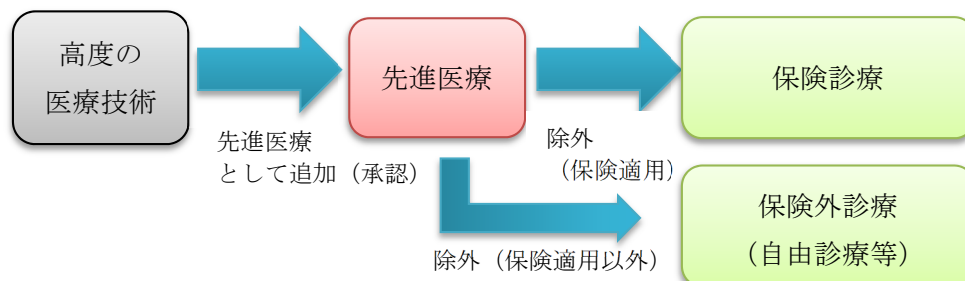 高度の
医療技術
先進医療
として追加（承認）
先進医療
除外
（保険適用）
保険診療
除外（保険適用以外）
保険外診療
（自由診療等）